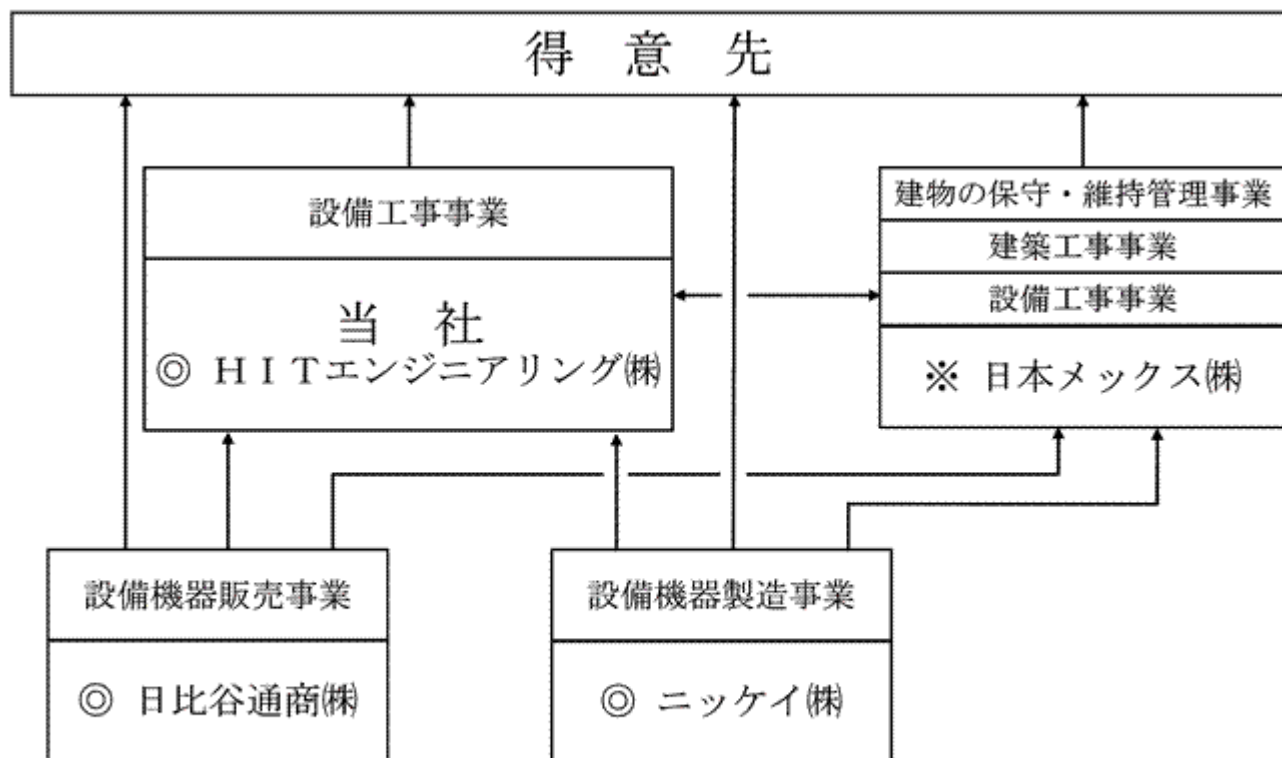 得 意 先
設備工事事業
当 社
◎ ＨＩＴエンジニアリング㈱
建物の保守・維持管理事業
建築工事事業
設備工事事業
※ 日本メックス㈱
設備機器販売事業
◎ 日比谷通商㈱
設備機器製造事業
◎ ニッケイ㈱